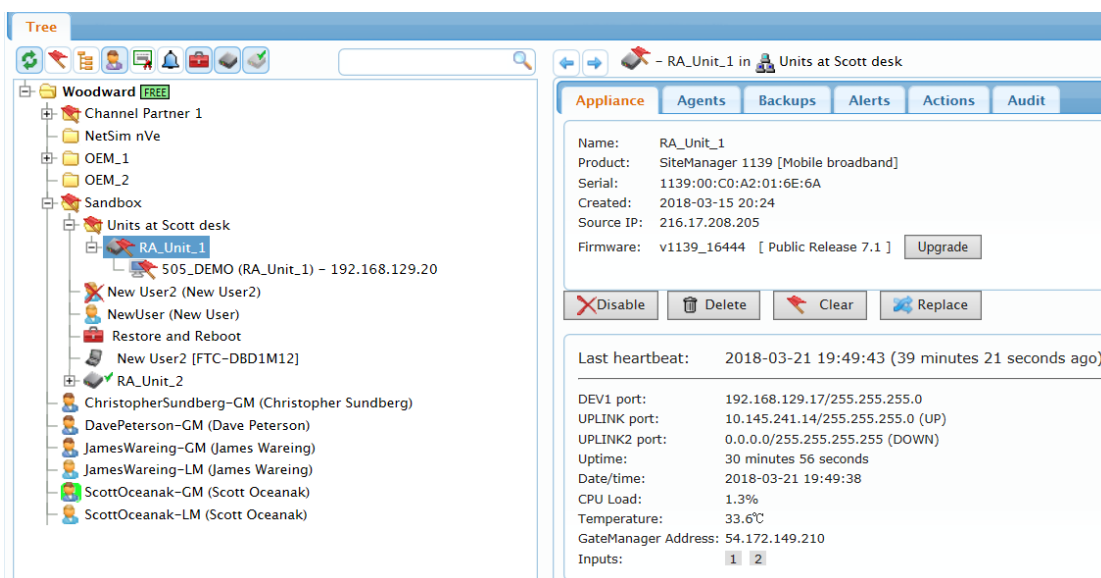 Tree
Woodward FREE
Channel Partner 1
NetSim nVe
OEM_1
OEM_2
Sandbox
Units at Scott desk
RA_Unit_1
505_DEMO (RA_Unit_1) – 192.168.129.20
New User2 (New User2)
NewUser (New User)
Restore and Reboot
New User2 [FTC-DBD1M12]
RA_Unit_2
ChristopherSundberg-GM (Christopher Sundberg)
DavePeterson-GM (Dave Peterson)
JamesWareing-GM (James Wareing)
JamesWareing-LM (James Wareing)
ScottOceanak-GM (Scott Oceanak)
ScottOceanak-LM (Scott Oceanak)
– RA_Unit_1 in Units at Scott desk
Appliance Agents Backups Alerts Actions Audit
Name: RA_Unit_1
Product: SiteManager 1139 [Mobile broadband]
Serial: 1139:00:C0:A2:01:6E:6A
Created: 2018-03-15 20:24
Source IP: 216.17.208.205
Firmware: v1139_16444 [ Public Release 7.1 ] Upgrade
Disable Delete Clear Replace
Last heartbeat: 2018-03-21 19:49:43 (39 minutes 21 seconds ago)
DEV1 port: 192.168.129.17/255.255.255.0
UPLINK port: 10.145.241.14/255.255.255.0 (UP)
UPLINK2 port: 0.0.0.0/255.255.255.255 (DOWN)
Uptime: 30 minutes 56 seconds
Date/time: 2018-03-21 19:49:38
CPU Load: 1.3%
Temperature: 33.6℃
GateManager Address: 54.172.149.210
Inputs: 1 2